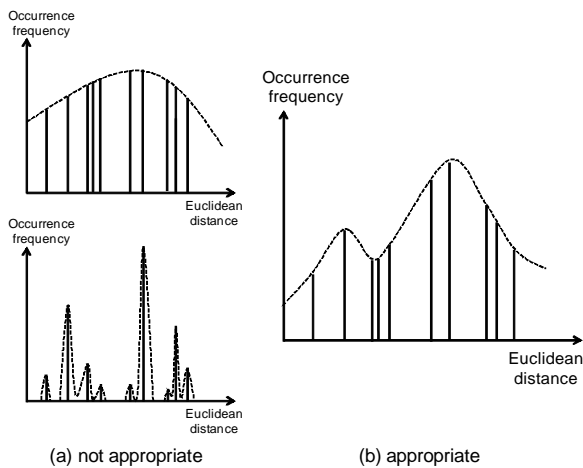 Occurrence
frequency
Euclidean
distance
Occurrence
frequency
Euclidean
distance
(a) not appropriate
Occurrence
frequency
Euclidean
distance
(b) appropriate